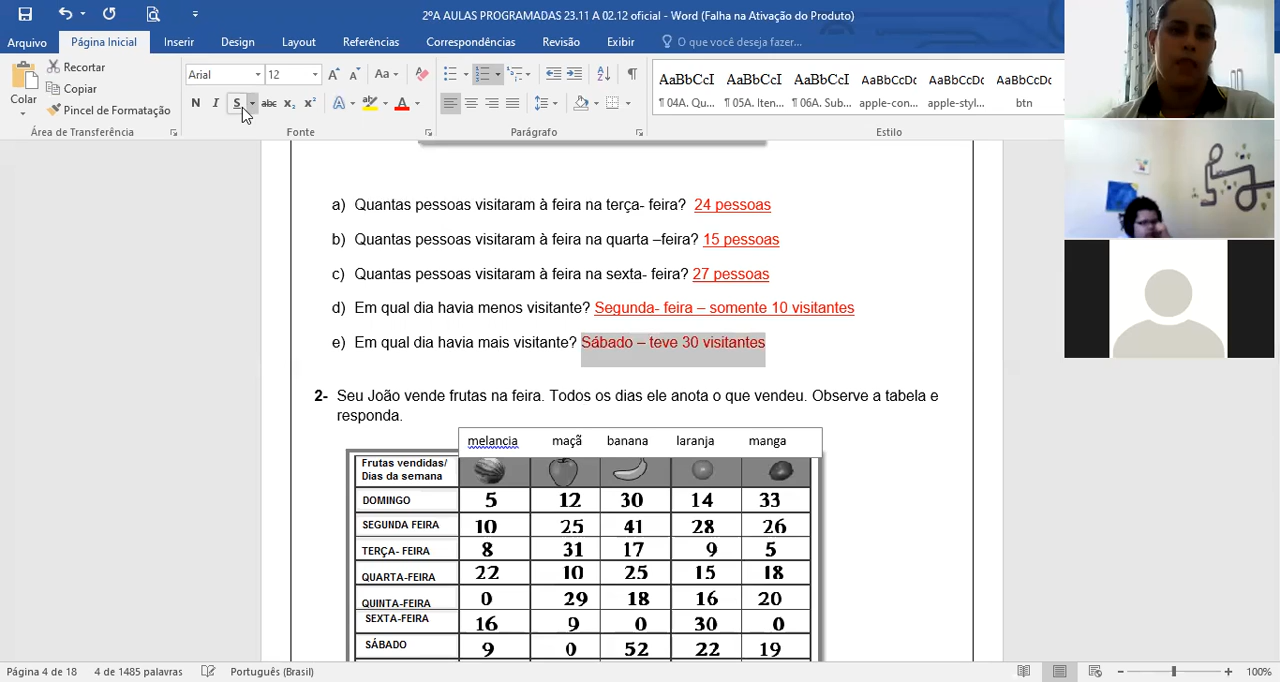 2ºA AULAS PROGRAMADAS 23.11 A 02.12 oficial - Word (Falha na Ativação do Produto)
Arquivo Página Inicial Inserir Design Layout Referências Correspondências Revisão Exibir O que você deseja fazer...
Colar
Recortar
Copiar
Pincel de Formatação
Área de Transferência
Arial 12
Aa
N I S abc x₂ x² A A
Fonte
Parágrafo
AaBbCcI AaBbCcI AaBbCcI AaBbCcDc AaBbCcDc AaBbCcDc
¶ 04A. Qu... ¶ 05A. Iten... ¶ 06A. Sub... apple-con... apple-styl... btn
Estilo
a) Quantas pessoas visitaram à feira na terça- feira? 24 pessoas
b) Quantas pessoas visitaram à feira na quarta –feira? 15 pessoas
c) Quantas pessoas visitaram à feira na sexta- feira? 27 pessoas
d) Em qual dia havia menos visitante? Segunda- feira – somente 10 visitantes
e) Em qual dia havia mais visitante? Sábado – teve 30 visitantes
2- Seu João vende frutas na feira. Todos os dias ele anota o que vendeu. Observe a tabela e
responda.
melancia maçã banana laranja manga
Frutas vendidas/
Dias da semana
DOMINGO 5 12 30 14 33
SEGUNDA FEIRA 10 25 41 28 26
TERÇA- FEIRA 8 31 17 9 5
QUARTA-FEIRA 22 10 25 15 18
QUINTA-FEIRA 0 29 18 16 20
SEXTA-FEIRA 16 9 0 30 0
SÁBADO 9 0 52 22 19
Página 4 de 18 4 de 1485 palavras Português (Brasil) 100%